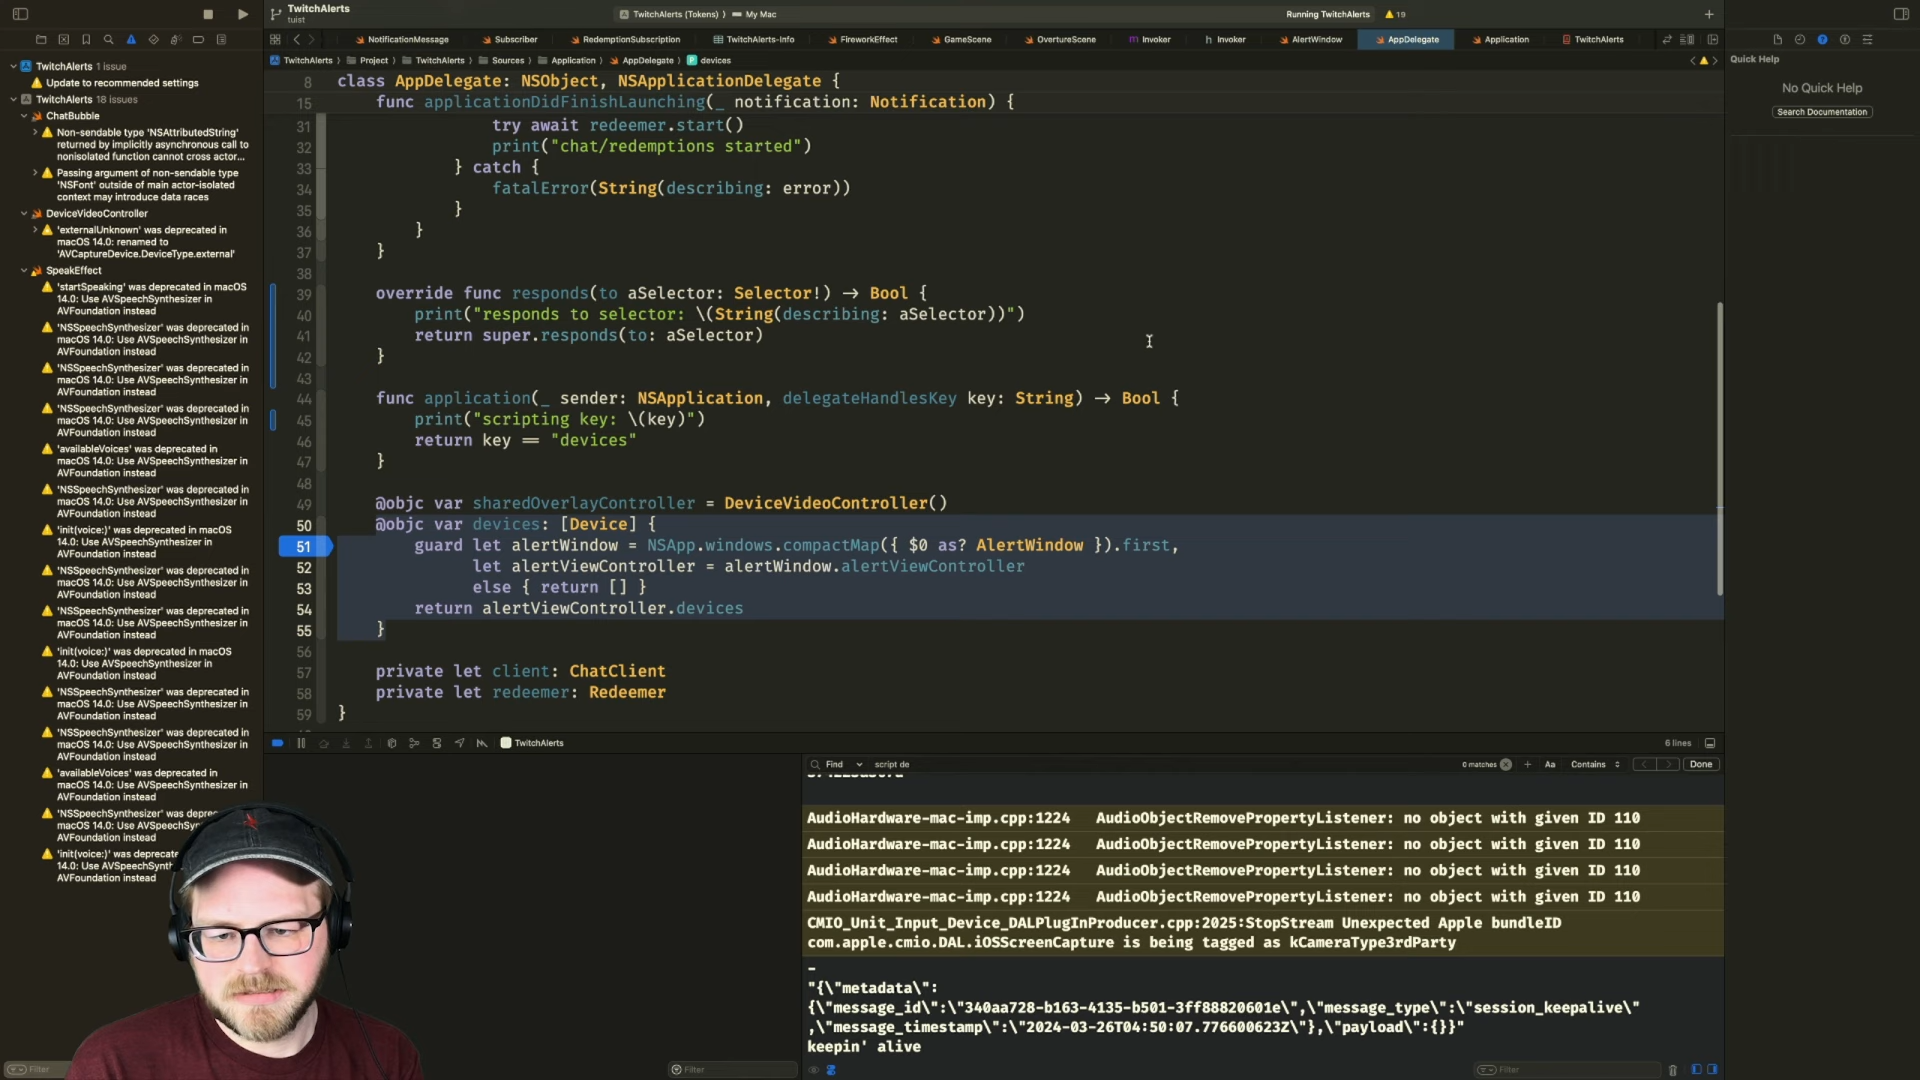 TwitchAlerts
tuist
TwitchAlerts (Tokens) My Mac
Running TwitchAlerts 19
NotificationMessage Subscriber RedemptionSubscription TwitchAlerts-Info FireworkEffect GameScene OvertureScene Invoker Invoker AlertWindow AppDelegate Application TwitchAlerts
TwitchAlerts Project TwitchAlerts Sources Application AppDelegate devices
Quick Help
No Quick Help
Search Documentation
TwitchAlerts 1 issue
Update to recommended settings
TwitchAlerts 18 issues
ChatBubble
Non-sendable type 'NSAttributedString'
returned by implicitly asynchronous call to
nonisolated function cannot cross actor...
Passing argument of non-sendable type
'NSFont' outside of main actor-isolated
context may introduce data races
DeviceVideoController
'externalUnknown' was deprecated in
macOS 14.0: renamed to
'AVCaptureDevice.DeviceType.external'
SpeakEffect
'startSpeaking' was deprecated in macOS
14.0: Use AVSpeechSynthesizer in
AVFoundation instead
'NSSpeechSynthesizer' was deprecated in
macOS 14.0: Use AVSpeechSynthesizer in
AVFoundation instead
'NSSpeechSynthesizer' was deprecated in
macOS 14.0: Use AVSpeechSynthesizer in
AVFoundation instead
'NSSpeechSynthesizer' was deprecated in
macOS 14.0: Use AVSpeechSynthesizer in
AVFoundation instead
'availableVoices' was deprecated in
macOS 14.0: Use AVSpeechSynthesizer in
AVFoundation instead
'NSSpeechSynthesizer' was deprecated in
macOS 14.0: Use AVSpeechSynthesizer in
AVFoundation instead
'init(voice:)' was deprecated in macOS
14.0: Use AVSpeechSynthesizer in
AVFoundation instead
'NSSpeechSynthesizer' was deprecated in
macOS 14.0: Use AVSpeechSynthesizer in
AVFoundation instead
'NSSpeechSynthesizer' was deprecated in
macOS 14.0: Use AVSpeechSynthesizer in
AVFoundation instead
'init(voice:)' was deprecated in macOS
14.0: Use AVSpeechSynthesizer in
AVFoundation instead
'NSSpeechSynthesizer' was deprecated in
macOS 14.0: Use AVSpeechSynthesizer in
AVFoundation instead
'NSSpeechSynthesizer' was deprecated in
macOS 14.0: Use AVSpeechSynthesizer in
AVFoundation instead
'availableVoices' was deprecated in
macOS 14.0: Use AVSpeechSynthesizer in
AVFoundation instead
'NSSpeechSynthesizer' was depre
macOS 14.0: Use AVSpeechSyn
AVFoundation instead
'init(voice:)' was deprecate
14.0: Use AVSpeechSynth
AVFoundation instead
Filter
8 class AppDelegate: NSObject, NSApplicationDelegate {
15 func applicationDidFinishLaunching(_ notification: Notification) {
31 try await redeemer.start()
32 print("chat/redemptions started")
33 } catch {
34 fatalError(String(describing: error))
35 }
36 }
37 }
38
39 override func responds(to aSelector: Selector!) -> Bool {
40 print("responds to selector: \(String(describing: aSelector))")
41 return super.responds(to: aSelector)
42 }
43
44 func application(_ sender: NSApplication, delegateHandlesKey key: String) -> Bool {
45 print("scripting key: \(key)")
46 return key == "devices"
47 }
48
49 @objc var sharedOverlayController = DeviceVideoController()
50 @objc var devices: [Device] {
51 guard let alertWindow = NSApp.windows.compactMap({ $0 as? AlertWindow }).first,
52 let alertViewController = alertWindow.alertViewController
53 else { return [] }
54 return alertViewController.devices
55 }
56
57 private let client: ChatClient
58 private let redeemer: Redeemer
59 }
TwitchAlerts
6 lines
Find script de 0 matches Aa Contains Done
AudioHardware-mac-imp.cpp:1224 AudioObjectRemovePropertyListener: no object with given ID 110
AudioHardware-mac-imp.cpp:1224 AudioObjectRemovePropertyListener: no object with given ID 110
AudioHardware-mac-imp.cpp:1224 AudioObjectRemovePropertyListener: no object with given ID 110
AudioHardware-mac-imp.cpp:1224 AudioObjectRemovePropertyListener: no object with given ID 110
CMIO_Unit_Input_Device_DALPlugInProducer.cpp:2025:StopStream Unexpected Apple bundleID
com.apple.cmio.DAL.iOSScreenCapture is being tagged as kCameraType3rdParty
-
"{\"metadata\":
{\"message_id\":\"340aa728-b163-4135-b501-3ff88820601e\",\"message_type\":\"session_keepalive\"
,\"message_timestamp\":\"2024-03-26T04:50:07.776600623Z\"},\"payload\":{}}"
keepin' alive
Filter
Filter